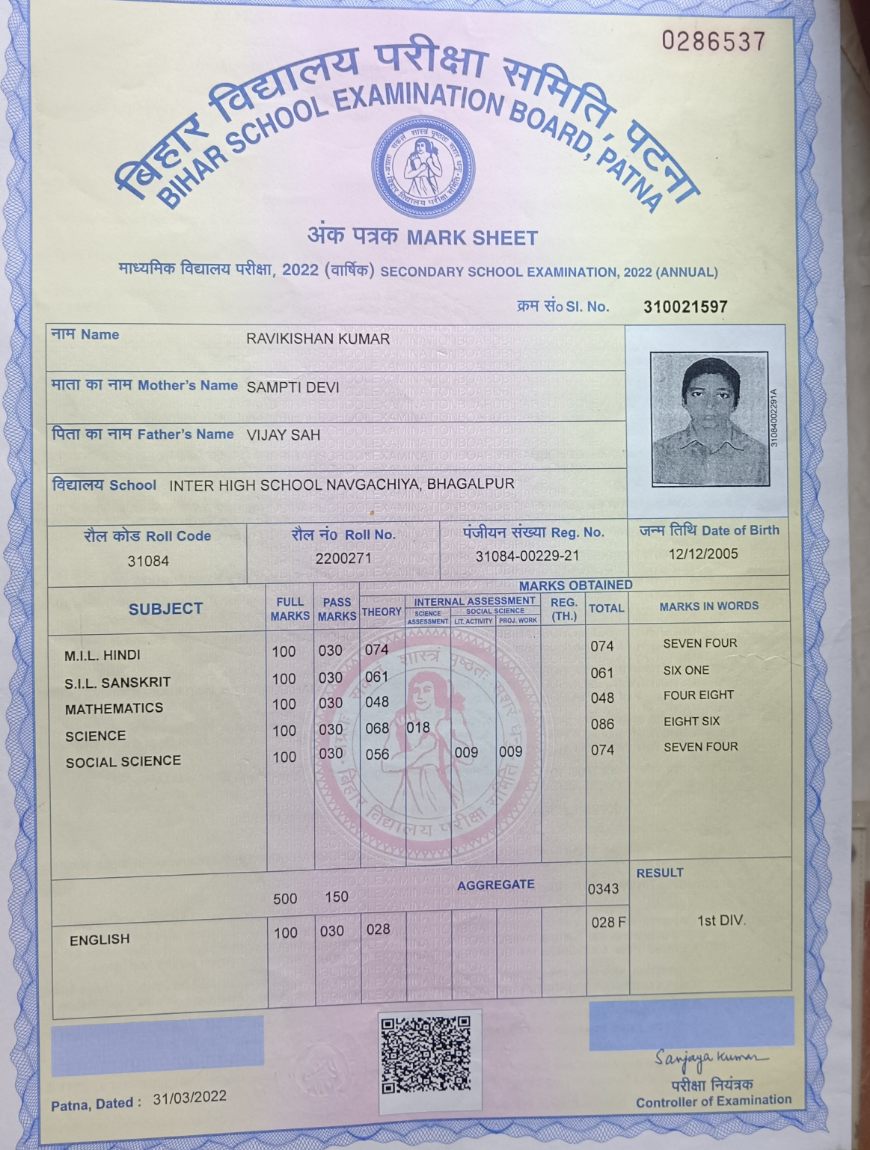 0286537
बिहार विद्यालय परीक्षा समिति, पटना
BIHAR SCHOOL EXAMINATION BOARD, PATNA
अंक पत्रक MARK SHEET
माध्यमिक विद्यालय परीक्षा, 2022 (वार्षिक) SECONDARY SCHOOL EXAMINATION, 2022 (ANNUAL)
क्रम सं० Sl. No. 310021597
नाम Name RAVIKISHAN KUMAR
माता का नाम Mother's Name SAMPTI DEVI
पिता का नाम Father's Name VIJAY SAH
31084002291A
विद्यालय School INTER HIGH SCHOOL NAVGACHIYA, BHAGALPUR
रौल कोड Roll Code रौल नं० Roll No. पंजीयन संख्या Reg. No. जन्म तिथि Date of Birth
31084 2200271 31084-00229-21 12/12/2005
SUBJECT FULL MARKS PASS MARKS MARKS OBTAINED
THEORY INTERNAL ASSESSMENT REG. (TH.) TOTAL MARKS IN WORDS
SCIENCE ASSESSMENT SOCIAL SCIENCE
LIT. ACTIVITY PROJ. WORK
M.I.L. HINDI 100 030 074 074 SEVEN FOUR
S.I.L. SANSKRIT 100 030 061 061 SIX ONE
MATHEMATICS 100 030 048 048 FOUR EIGHT
SCIENCE 100 030 068 018 086 EIGHT SIX
SOCIAL SCIENCE 100 030 056 009 009 074 SEVEN FOUR
बिहार विद्यालय परीक्षा समिति
500 150 AGGREGATE 0343 RESULT
ENGLISH 100 030 028 028 F 1st DIV.
Sanjaya Kumar
परीक्षा नियंत्रक
Patna, Dated : 31/03/2022 Controller of Examination